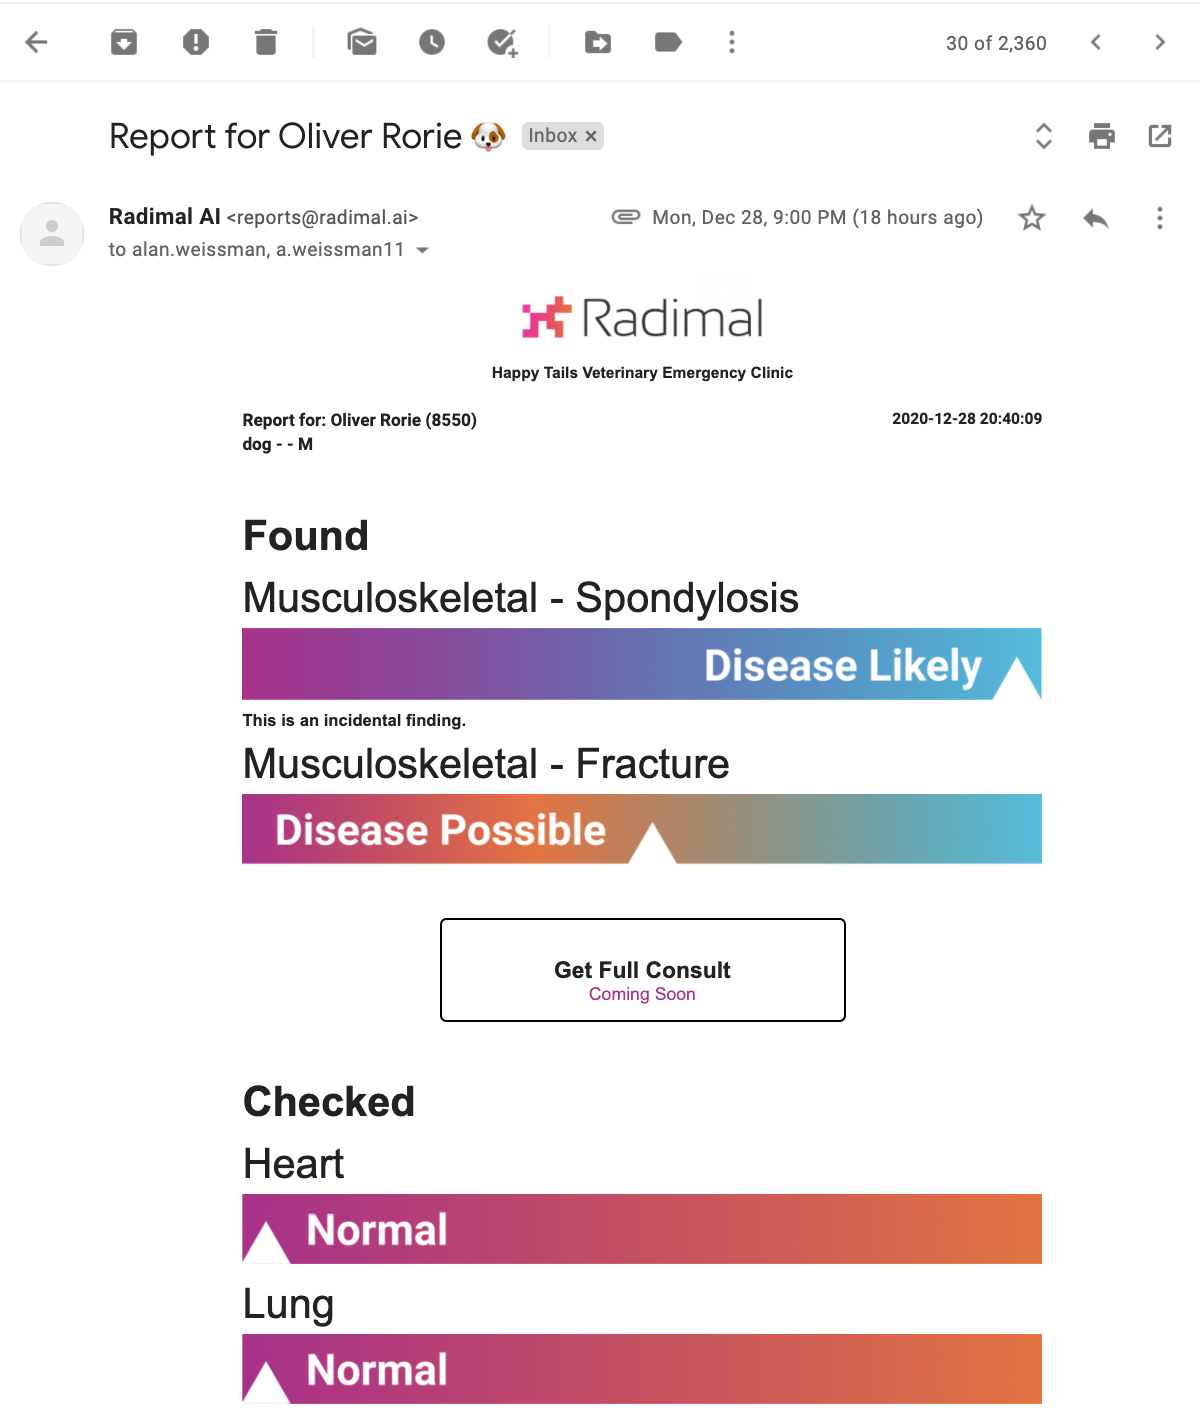 30 of 2,360
Report for Oliver Rorie 🐶 Inbox ×
Radimal AI <reports@radimal.ai> Mon, Dec 28, 9:00 PM (18 hours ago)
to alan.weissman, a.weissman11
Radimal
Happy Tails Veterinary Emergency Clinic
Report for: Oliver Rorie (8550) 2020-12-28 20:40:09
dog - - M
Found
Musculoskeletal - Spondylosis
Disease Likely
This is an incidental finding.
Musculoskeletal - Fracture
Disease Possible
Get Full Consult
Coming Soon
Checked
Heart
Normal
Lung
Normal